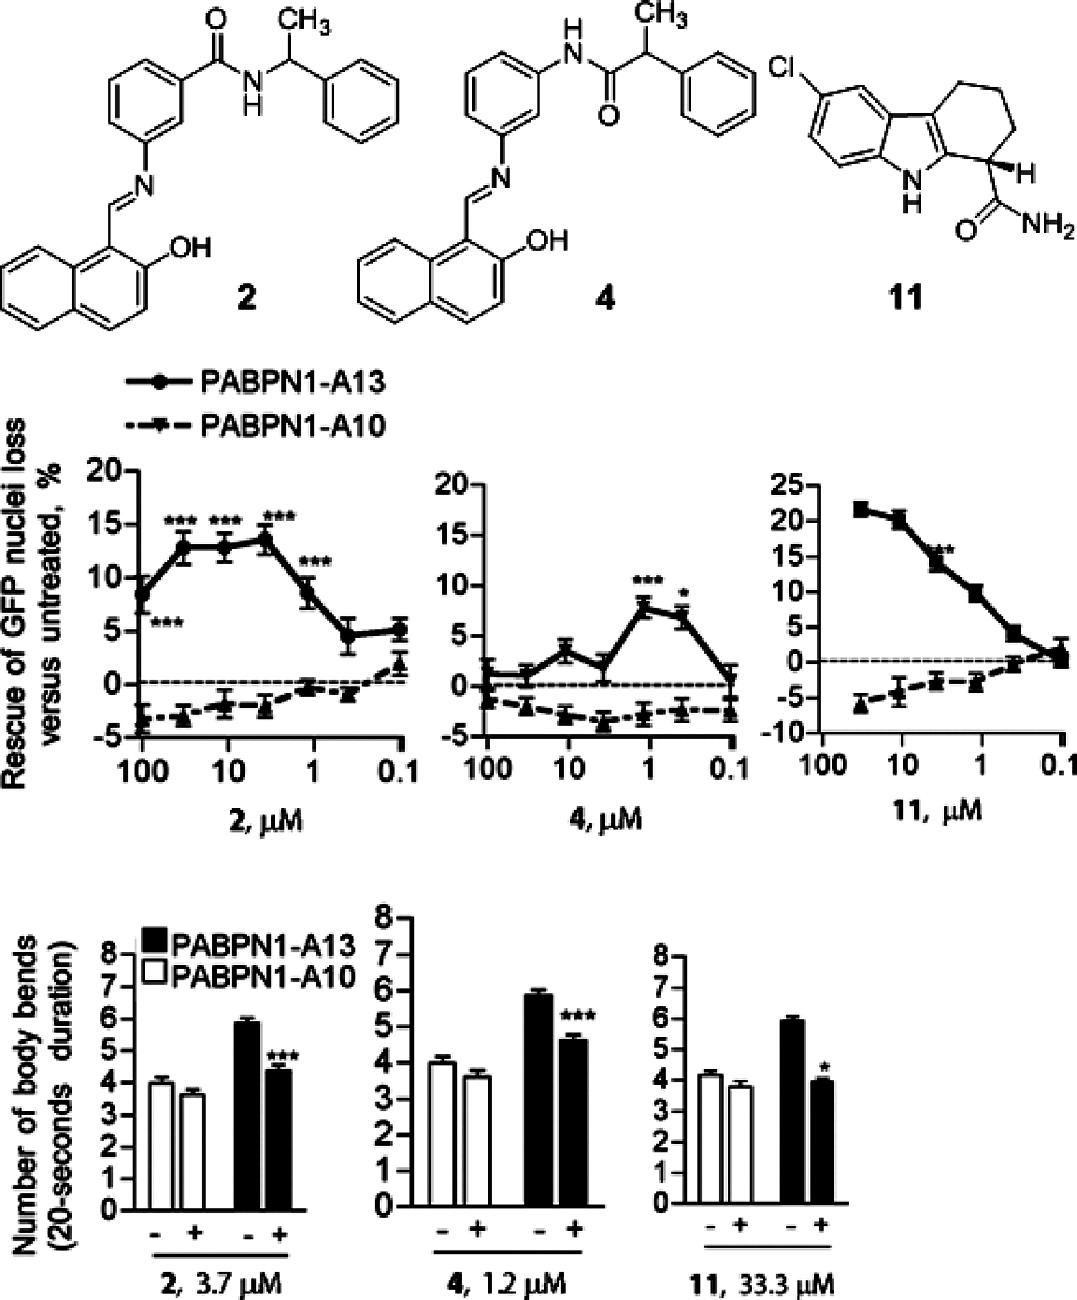 O CH3 N H N OH 2
H N O CH3 N OH 4
Cl N H H O NH2 11
PABPN1-A13
PABPN1-A10
Rescue of GFP nuclei loss
versus untreated, %
20 15 10 5 0 -5
*** *** *** *** ***
100 10 1 0.1
2, µM
20 15 10 5 0 -5
*** *
100 10 1 0.1
4, µM
25 20 15 10 5 0 -5 -10
***
100 10 1 0.1
11, µM
Number of body bends
(20-seconds duration)
PABPN1-A13
PABPN1-A10
8 7 6 5 4 3 2 1 0
***
- + - +
2, 3.7 µM
8 7 6 5 4 3 2 1 0
***
- + - +
4, 1.2 µM
8 7 6 5 4 3 2 1 0
*
- + - +
11, 33.3 µM